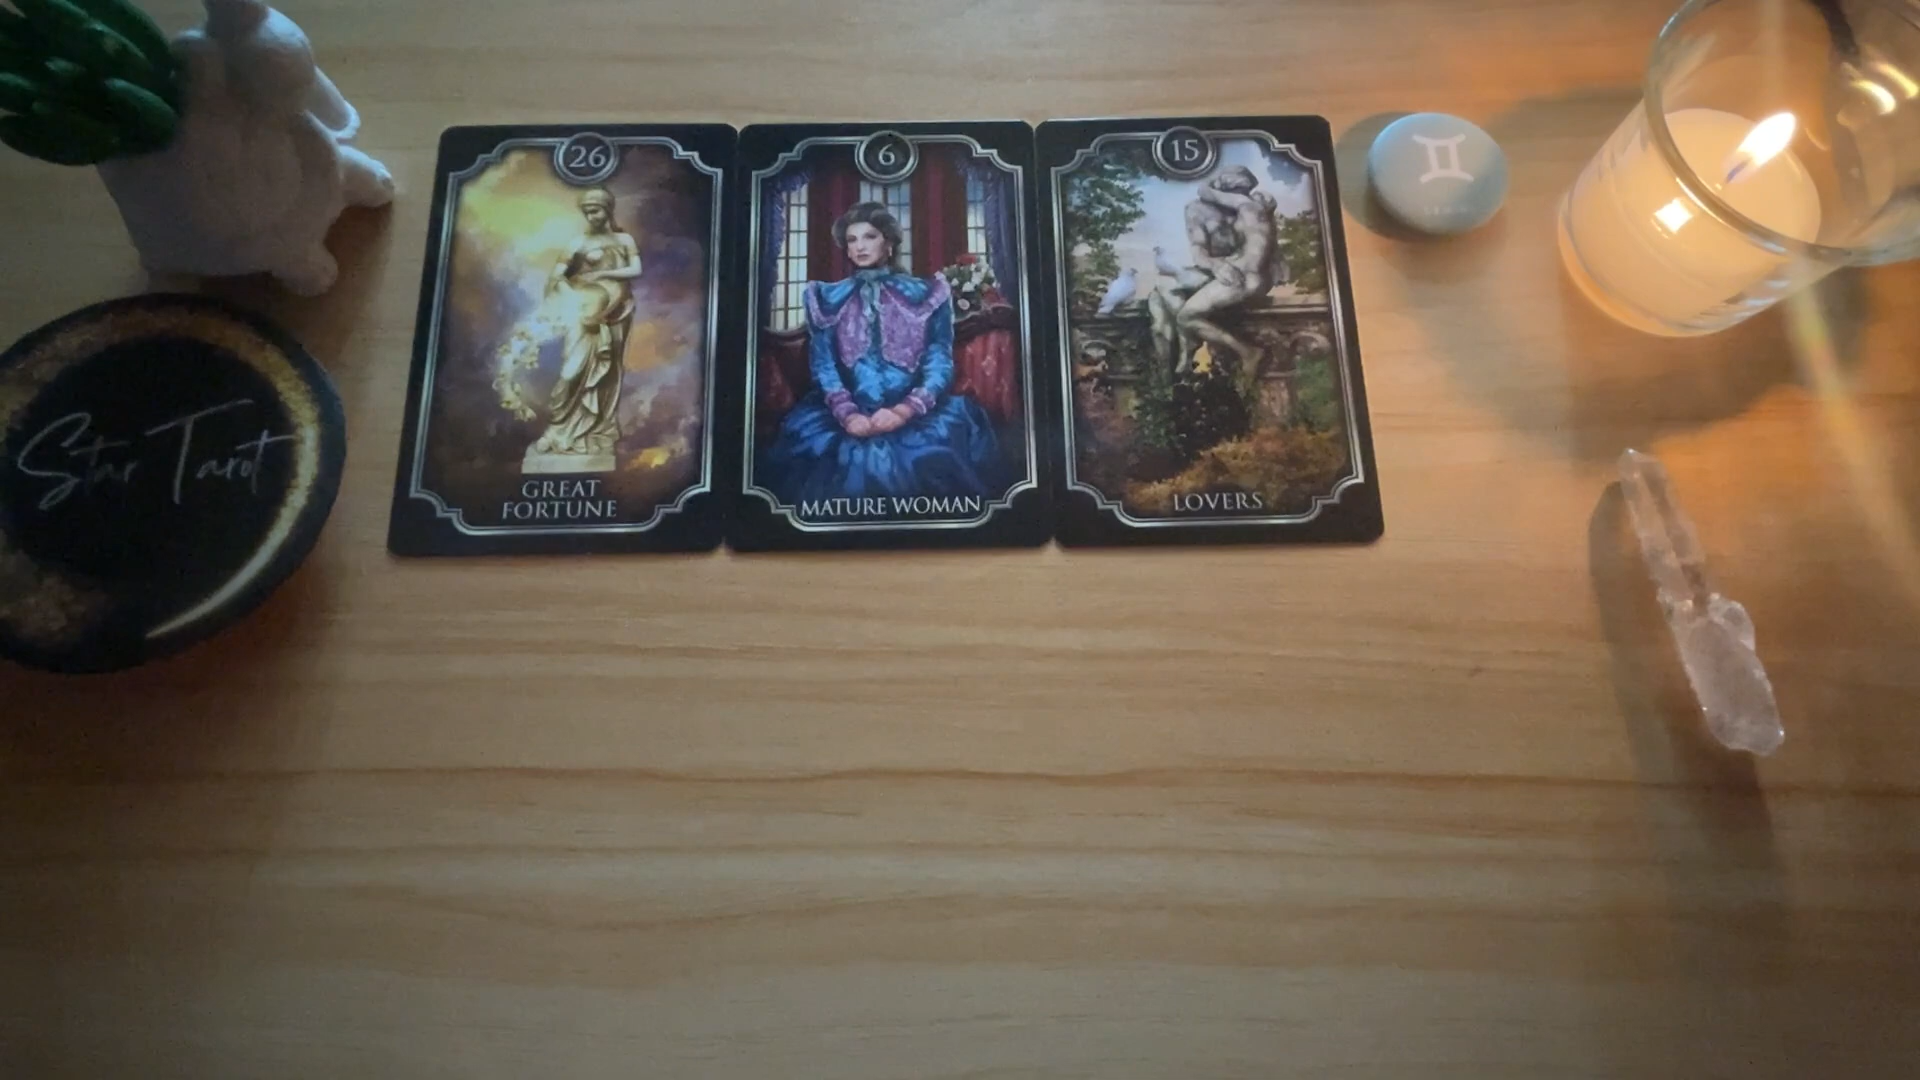 Star Tarot
26
GREAT
FORTUNE
6
MATURE WOMAN
15
LOVERS